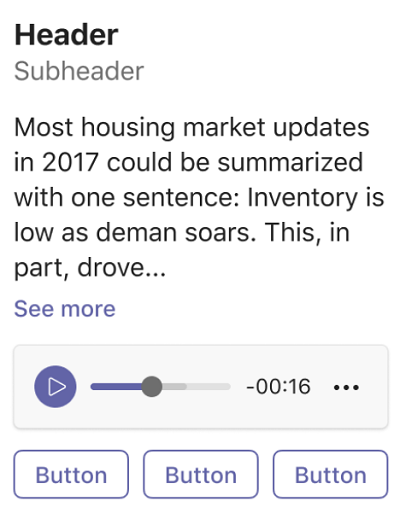 Header
Subheader
Most housing market updates
in 2017 could be summarized
with one sentence: Inventory is
low as deman soars. This, in
part, drove...
See more
-00:16
Button Button Button